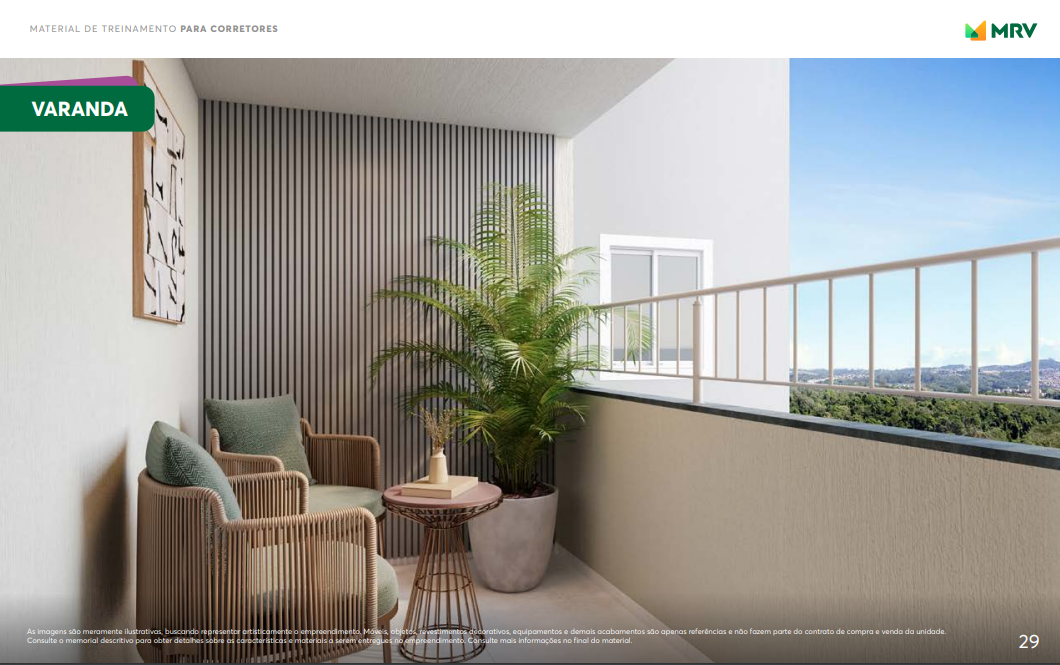 MATERIAL DE TREINAMENTO PARA CORRETORES
MRV
VARANDA
As imagens são meramente ilustrativas, buscando representar artisticamente o empreendimento. Móveis, objetos, revestimentos decorativos, equipamentos e demais acabamentos são apenas referências e não fazem parte do contrato de compra e venda da unidade.
Consulte o memorial descritivo para obter detalhes sobre as características e materiais a serem entregues no empreendimento. Consulte mais informações no final do material.
29